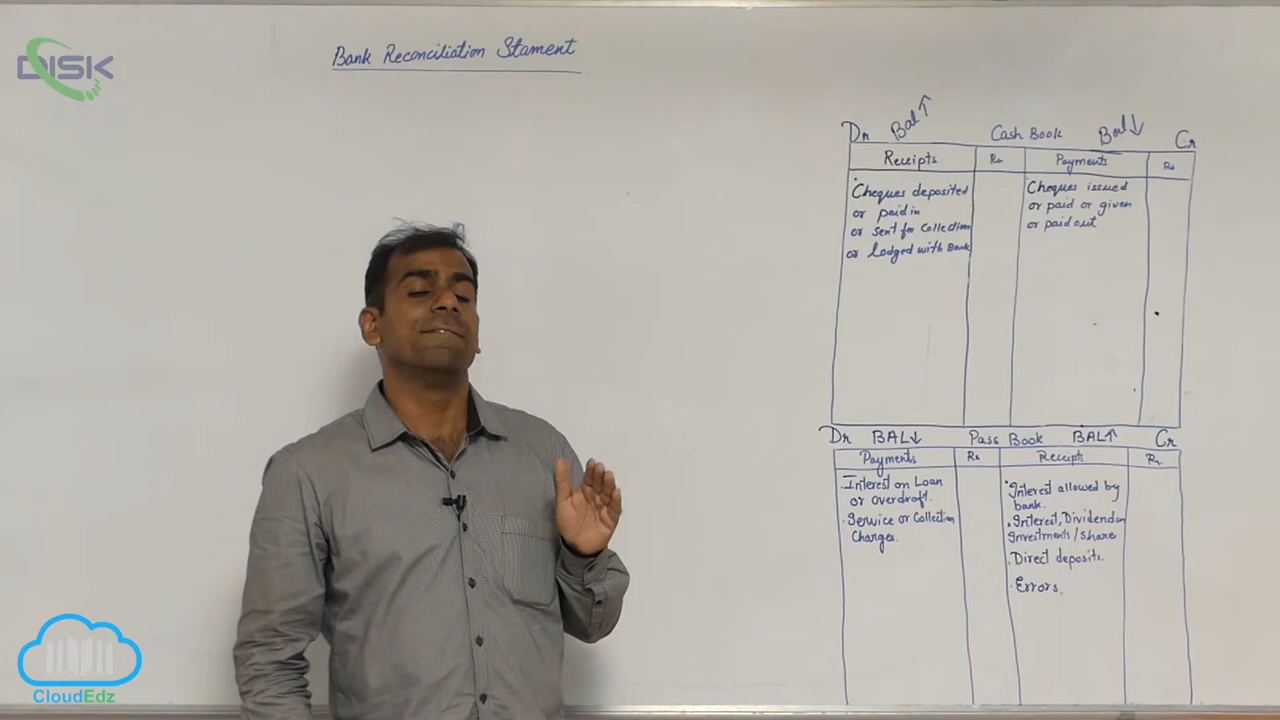 DISK
Bank Reconciliation Stament
Dr Bal↑ Cash Book Bal↓ Cr
Receipts Rs Payments Rs
Cheques deposited
or paid in
or sent for Collection
or lodged with Bank
Cheques issued
or paid or given
or paid out
Dr BAL↓ Pass Book BAL↑ Cr
Payments Rs Receipts Rs
Interest on Loan
or overdraft.
Service or Collection
Charges.
Interest allowed by
bank.
Interest, Dividend on
Investments/Share
Direct deposits.
Errors.
CloudEdz